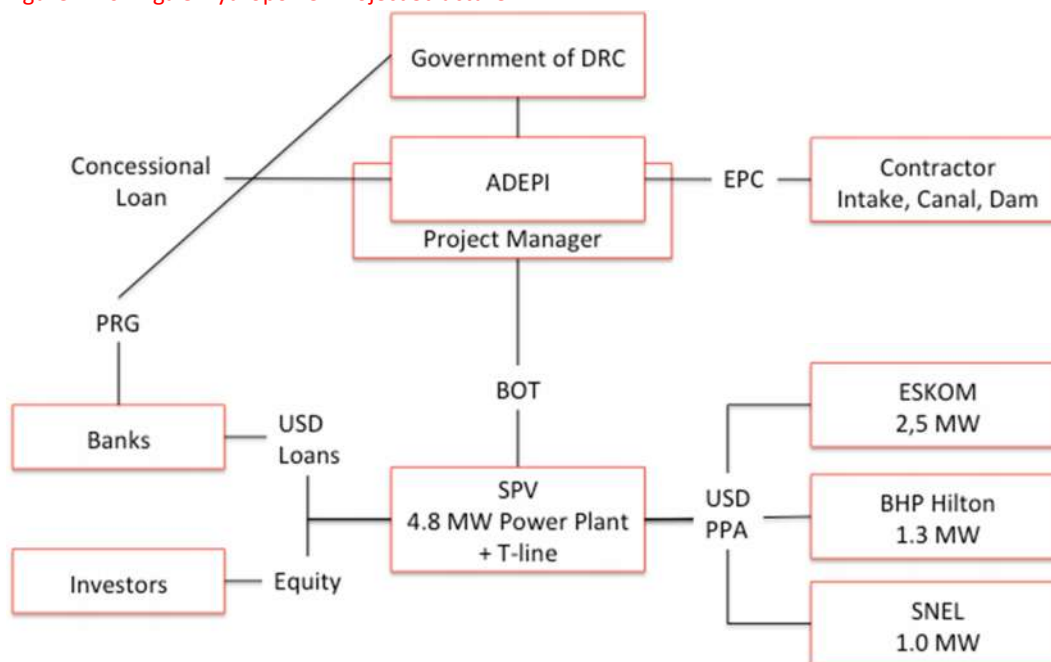 Government of DRC
Concessional
Loan
ADEPI
EPC
Contractor
Intake, Canal, Dam
Project Manager
PRG
BOT
Banks
USD
Loans
ESKOM
2,5 MW
SPV
4.8 MW Power Plant
+ T-line
USD
PPA
BHP Hilton
1.3 MW
Investors
Equity
SNEL
1.0 MW